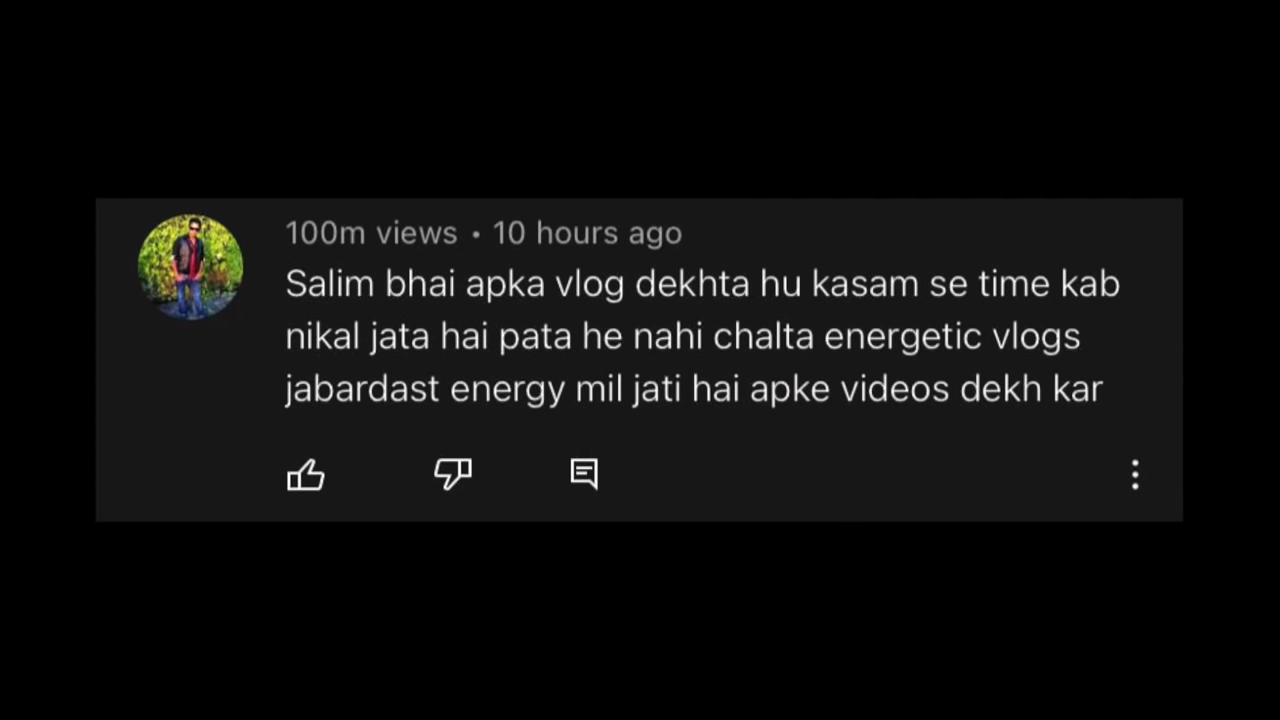 100m views • 10 hours ago
Salim bhai apka vlog dekhta hu kasam se time kab
nikal jata hai pata he nahi chalta energetic vlogs
jabardast energy mil jati hai apke videos dekh kar